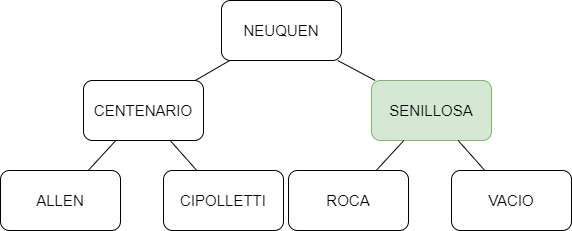 NEUQUEN
CENTENARIO
SENILLOSA
ALLEN
CIPOLLETTI
ROCA
VACIO